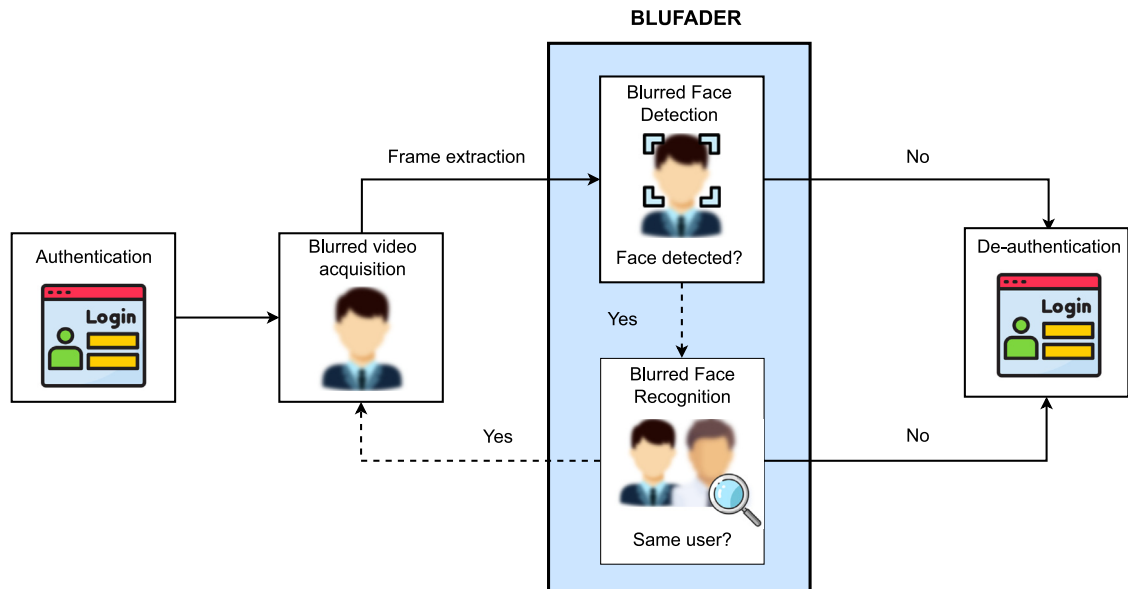 BLUFADER
Blurred Face
Detection
Face detected?
Frame extraction
No
Authentication
Login
Blurred video
acquisition
De-authentication
Login
Yes
Blurred Face
Recognition
Same user?
Yes
No